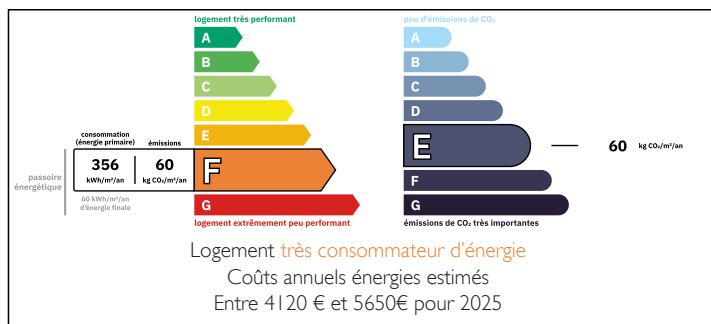 logement très performant
A
B
C
D
E
consommation
(énergie primaire)
émissions
passoire
énergétique
356
kWh/m²/an
60
kg CO₂/m²/an
F
60 kWh/m²/an
d'énergie finale
G
logement extrêmement peu performant
peu d'émissions de CO₂
A
B
C
D
E
60 kg CO₂/m²/an
F
G
émissions de CO₂ très importantes
Logement très consommateur d'énergie
Coûts annuels énergies estimés
Entre 4120 € et 5650€ pour 2025